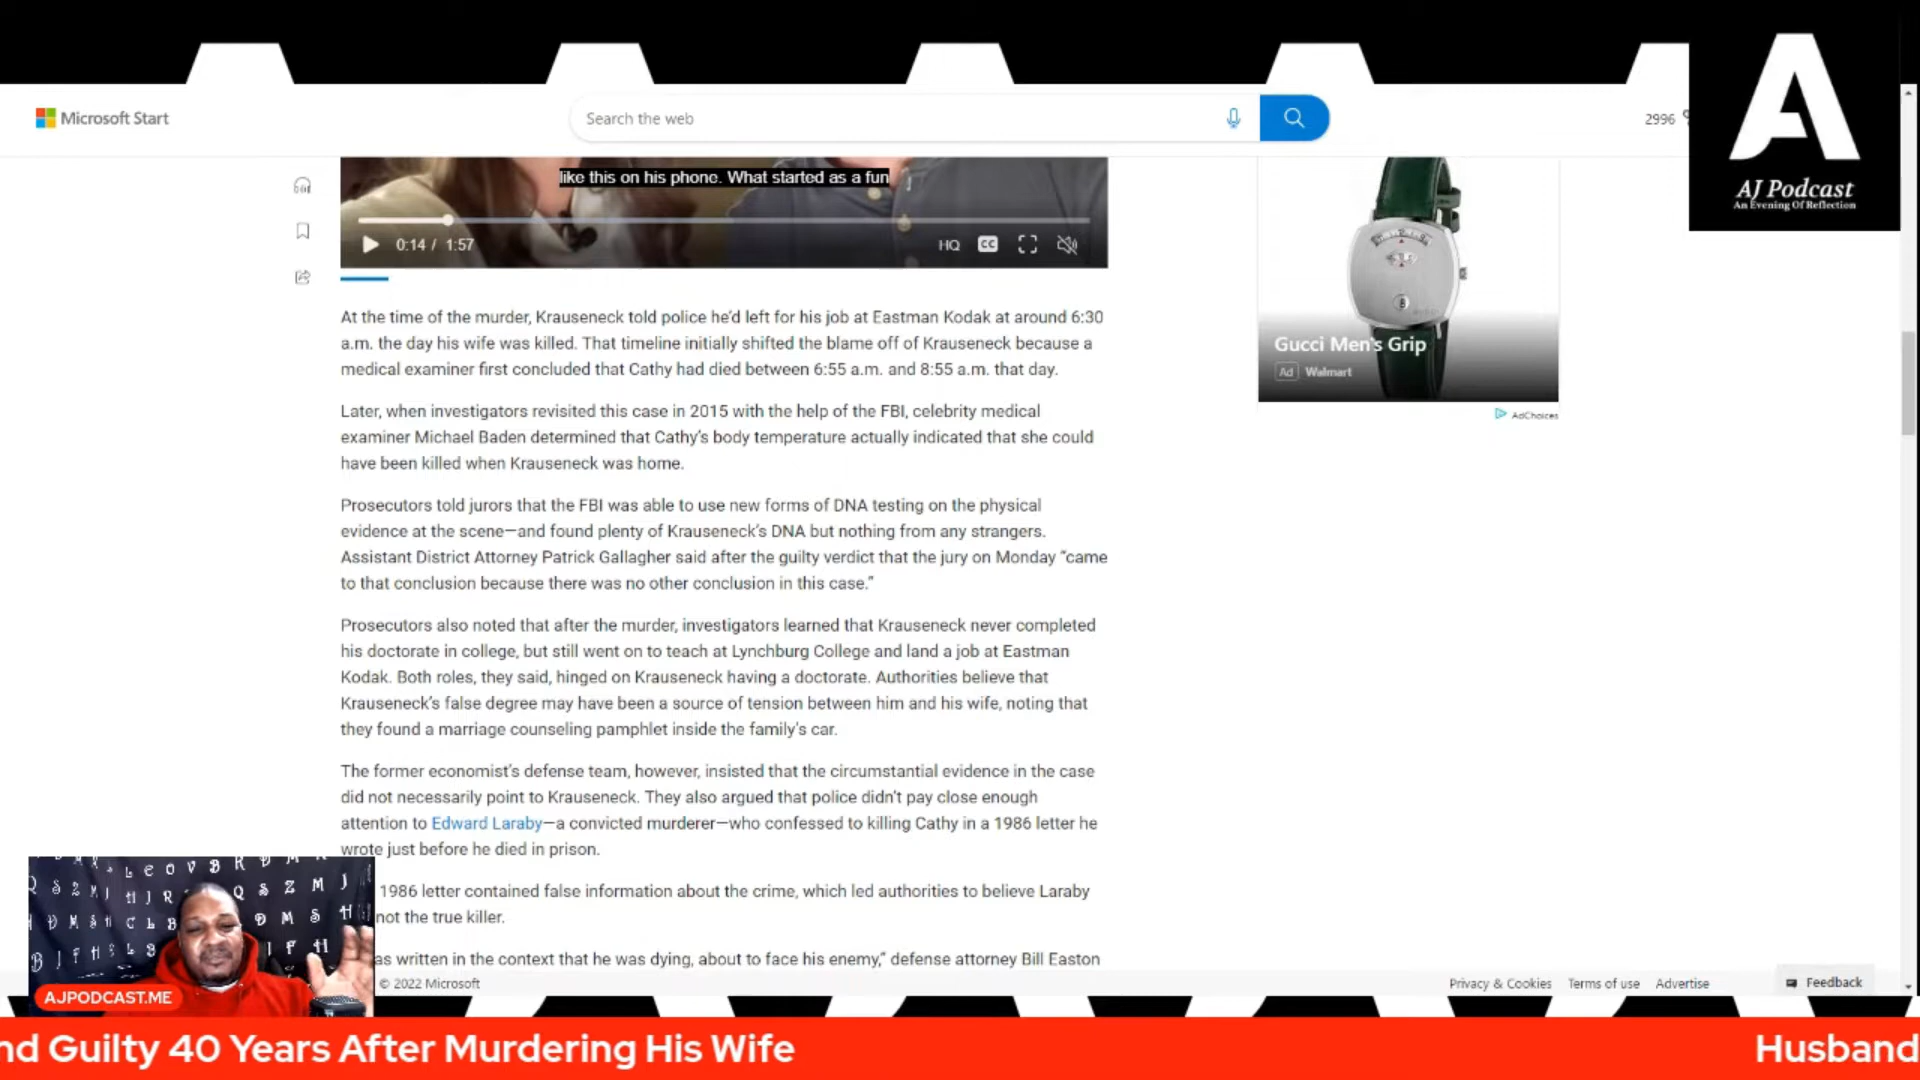 Microsoft Start
Search the web
2996
A
AJ Podcast
An Evening Of Reflection
like this on his phone. What started as a fun
0:14 / 1:57
HQ
CC
Gucci Men's Grip
Ad Walmart
AdChoices
At the time of the murder, Krauseneck told police he'd left for his job at Eastman Kodak at around 6:30
a.m. the day his wife was killed. That timeline initially shifted the blame off of Krauseneck because a
medical examiner first concluded that Cathy had died between 6:55 a.m. and 8:55 a.m. that day.
Later, when investigators revisited this case in 2015 with the help of the FBI, celebrity medical
examiner Michael Baden determined that Cathy's body temperature actually indicated that she could
have been killed when Krauseneck was home.
Prosecutors told jurors that the FBI was able to use new forms of DNA testing on the physical
evidence at the scene—and found plenty of Krauseneck's DNA but nothing from any strangers.
Assistant District Attorney Patrick Gallagher said after the guilty verdict that the jury on Monday "came
to that conclusion because there was no other conclusion in this case."
Prosecutors also noted that after the murder, investigators learned that Krauseneck never completed
his doctorate in college, but still went on to teach at Lynchburg College and land a job at Eastman
Kodak. Both roles, they said, hinged on Krauseneck having a doctorate. Authorities believe that
Krauseneck's false degree may have been a source of tension between him and his wife, noting that
they found a marriage counseling pamphlet inside the family's car.
The former economist's defense team, however, insisted that the circumstantial evidence in the case
did not necessarily point to Krauseneck. They also argued that police didn't pay close enough
attention to Edward Laraby—a convicted murderer—who confessed to killing Cathy in a 1986 letter he
wrote just before he died in prison.
1986 letter contained false information about the crime, which led authorities to believe Laraby
not the true killer.
as written in the context that he was dying, about to face his enemy," defense attorney Bill Easton
AJPODCAST.ME
© 2022 Microsoft
Privacy & Cookies
Terms of use
Advertise
Feedback
nd Guilty 40 Years After Murdering His Wife
Husband